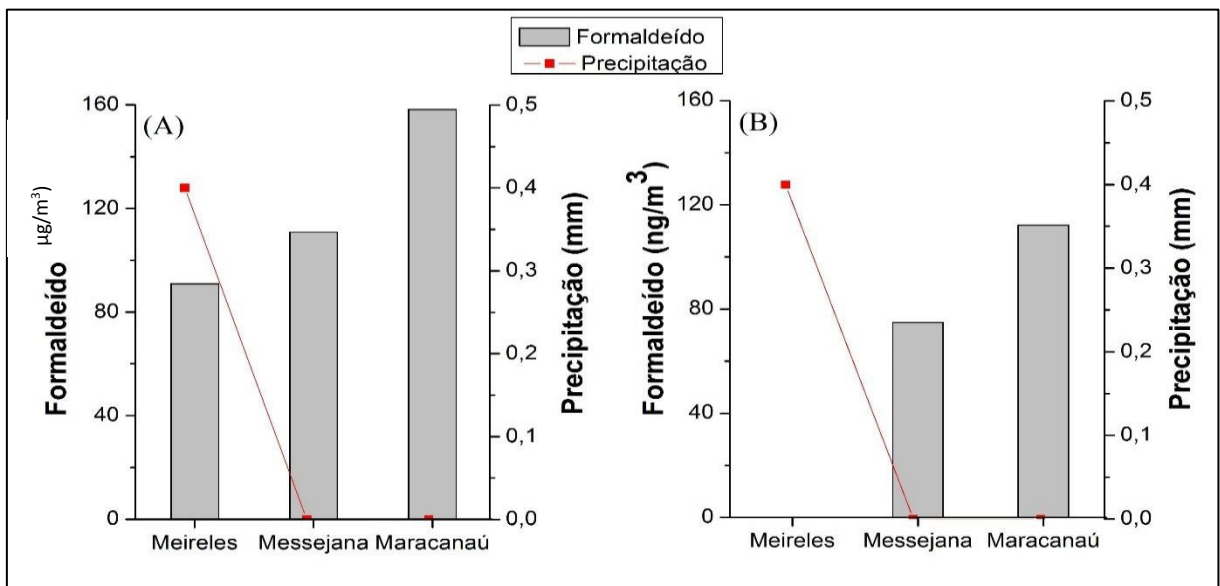 Formaldeído
Precipitação
(A)
160
120
80
40
0
Formaldeído µg/m³)
0,5
0,4
0,3
0,2
0,1
0,0
Precipitação (mm)
Meireles Messejana Maracanaú
(B)
160
120
80
40
0
Formaldeído (ng/m³)
0,5
0,4
0,3
0,2
0,1
0,0
Precipitação (mm)
Meireles Messejana Maracanaú